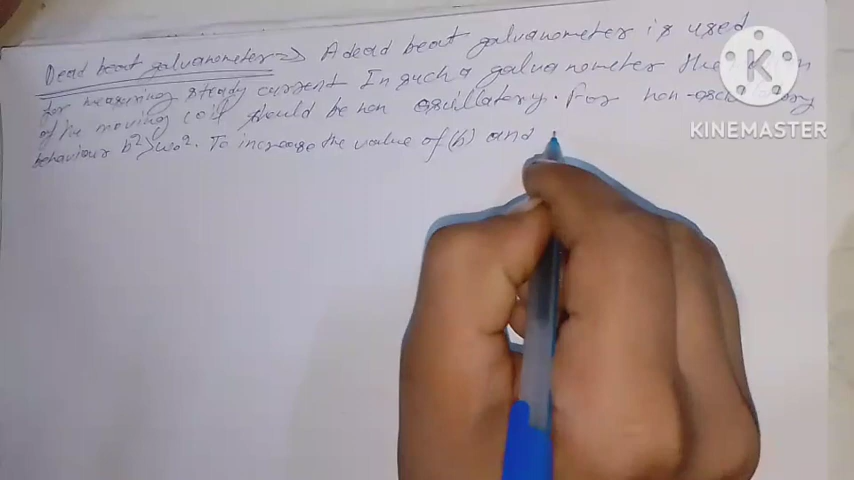 Dead beat galvanometer => A dead beat galvanometer is used
for measuring steady current In such a galvanometer the
of the moving coil should be non oscillatory. For non-oscillatory
behaviour b²>ω₀². To increase the value of (b) and
KINEMASTER